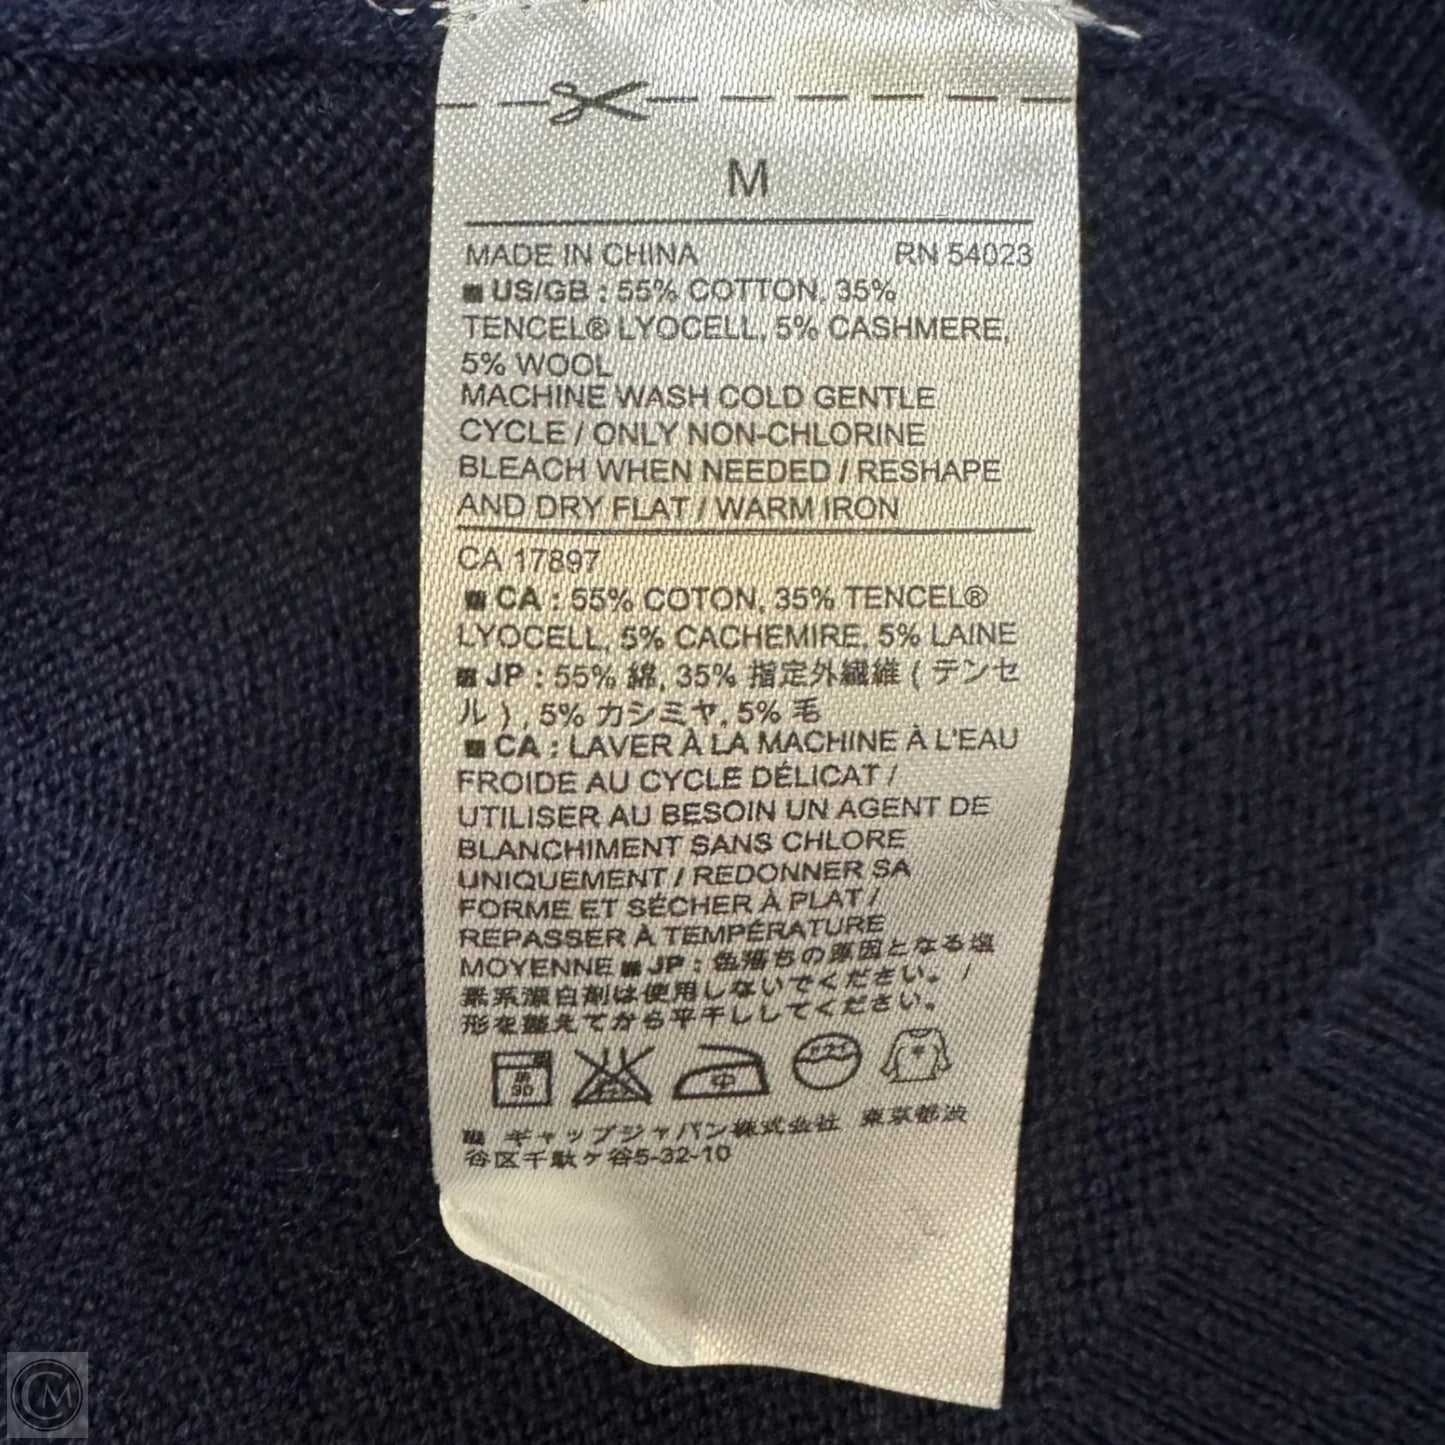 M
MADE IN CHINA RN 54023
US/GB : 55% COTTON, 35%
TENCEL® LYOCELL, 5% CASHMERE,
5% WOOL
MACHINE WASH COLD GENTLE
CYCLE / ONLY NON-CHLORINE
BLEACH WHEN NEEDED / RESHAPE
AND DRY FLAT / WARM IRON
CA 17897
CA : 55% COTON, 35% TENCEL®
LYOCELL, 5% CACHEMIRE, 5% LAINE
JP : 55% 綿, 35% 指定外繊維 ( テンセ
ル ) , 5% カシミヤ, 5% 毛
CA : LAVER À LA MACHINE À L'EAU
FROIDE AU CYCLE DÉLICAT /
UTILISER AU BESOIN UN AGENT DE
BLANCHIMENT SANS CHLORE
UNIQUEMENT / REDONNER SA
FORME ET SÉCHER À PLAT /
REPASSER À TEMPÉRATURE
MOYENNE JP : 色落ちの原因となる塩
素系漂白剤は使用しないでください。 /
形を整えてから平干ししてください。
中 ドライ
ギャップジャパン株式会社 東京都渋
谷区千駄ケ谷5-32-10
CM